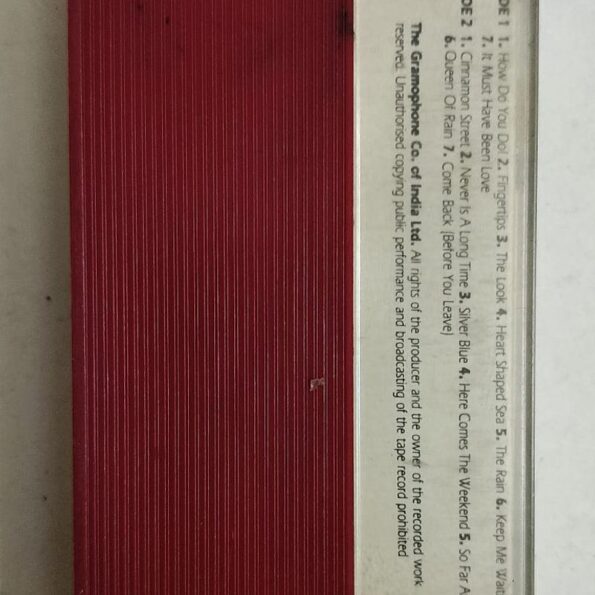 DE 1 1. How Do You Do! 2. Fingertips 3. The Look 4. Heart Shaped Sea 5. The Rain 6. Keep Me Wait
7. It Must Have Been Love
DE 2 1. Cinnamon Street 2. Never Is A Long Time 3. Silver Blue 4. Here Comes The Weekend 5. So Far A
6. Queen Of Rain 7. Come Back (Before You Leave)
The Gramophone Co. of India Ltd. All rights of the producer and the owner of the recorded work
reserved. Unauthorised copying public performance and broadcasting of the tape record prohibited